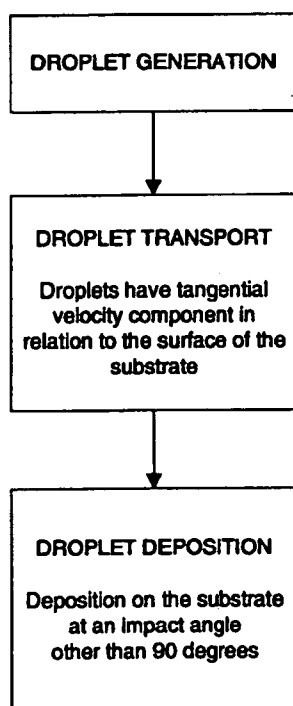 DROPLET GENERATION
DROPLET TRANSPORT
Droplets have tangential
velocity component in
relation to the surface of the
substrate
DROPLET DEPOSITION
Deposition on the substrate
at an impact angle
other than 90 degrees